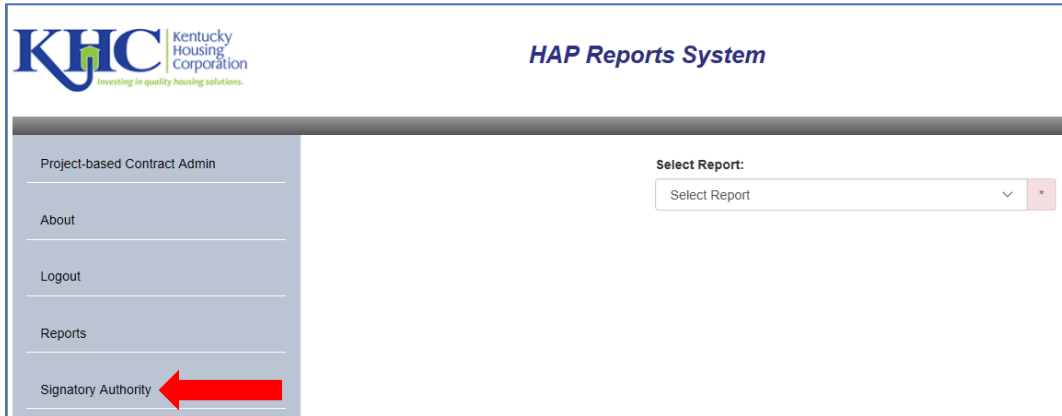 KHC
Kentucky
Housing
Corporation
Investing in quality housing solutions.
HAP Reports System
Project-based Contract Admin
About
Logout
Reports
Signatory Authority
Select Report:
Select Report
*